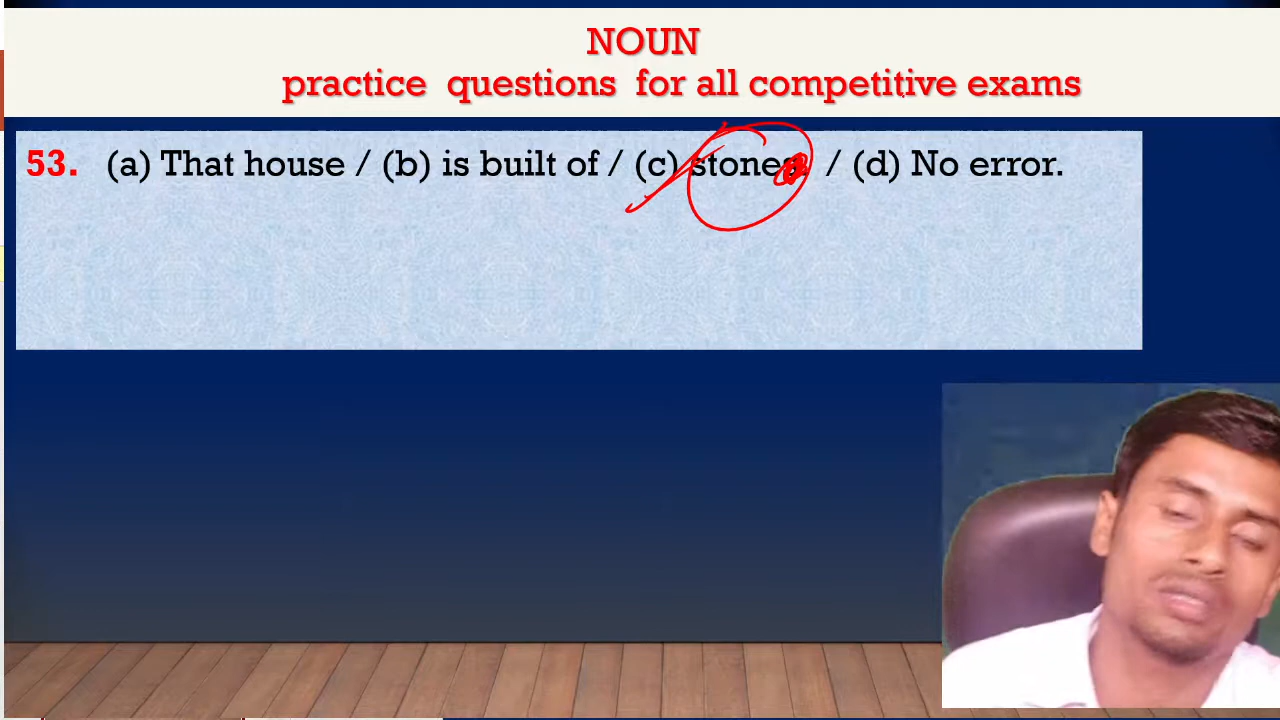 NOUN
practice questions for all competitive exams
53. (a) That house / (b) is built of / (c) stones. / (d) No error.